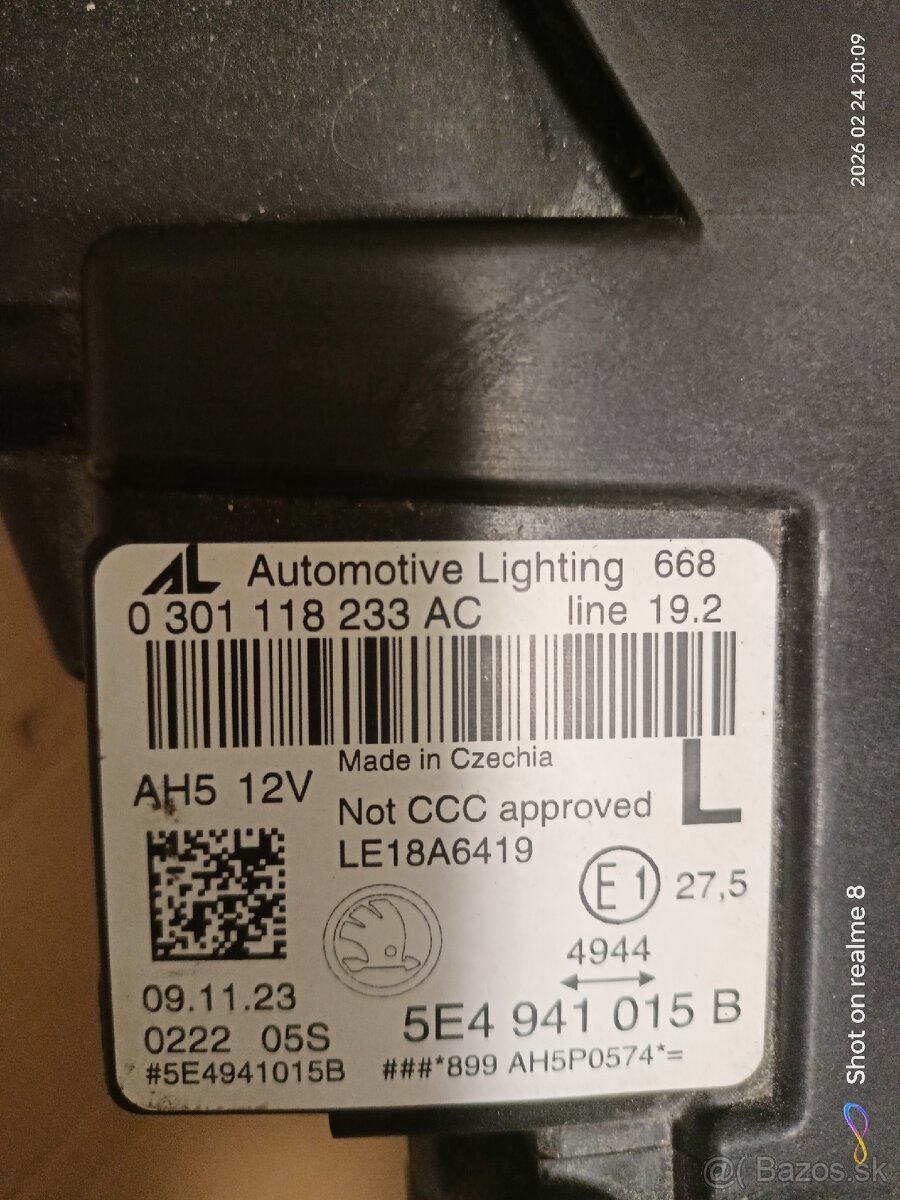 AL Automotive Lighting 668
0 301 118 233 AC line 19.2
Made in Czechia
AH5 12V
Not CCC approved
L
LE18A6419
E1 27,5
4944
09.11.23
5E4 941 015 B
0222 05S
#5E4941015B ###*899 AH5P0574*=
2026 02 24 20:09
Shot on realme 8
@( Bazos.sk